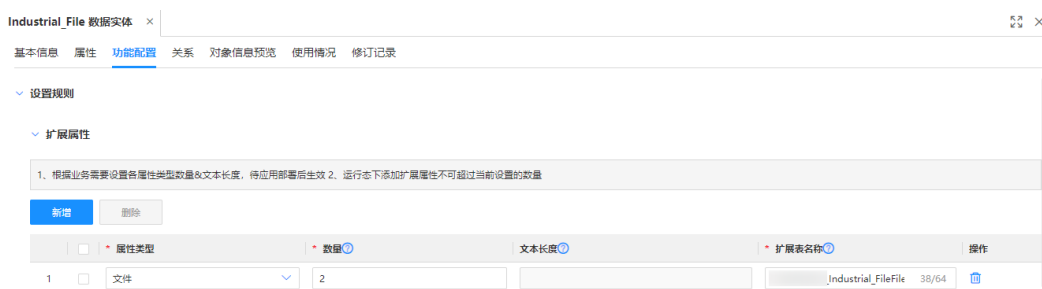 Industrial_File 数据实体
基本信息 属性 功能配置 关系 对象信息预览 使用情况 修订记录
设置规则
扩展属性
1、根据业务需要设置各属性类型数量&文本长度，待应用部署后生效 2、运行态下添加扩展属性不可超过当前设置的数量
新增 删除
* 属性类型 * 数量 文本长度 * 扩展表名称 操作
1 文件 2 _Industrial_FileFile 38/64